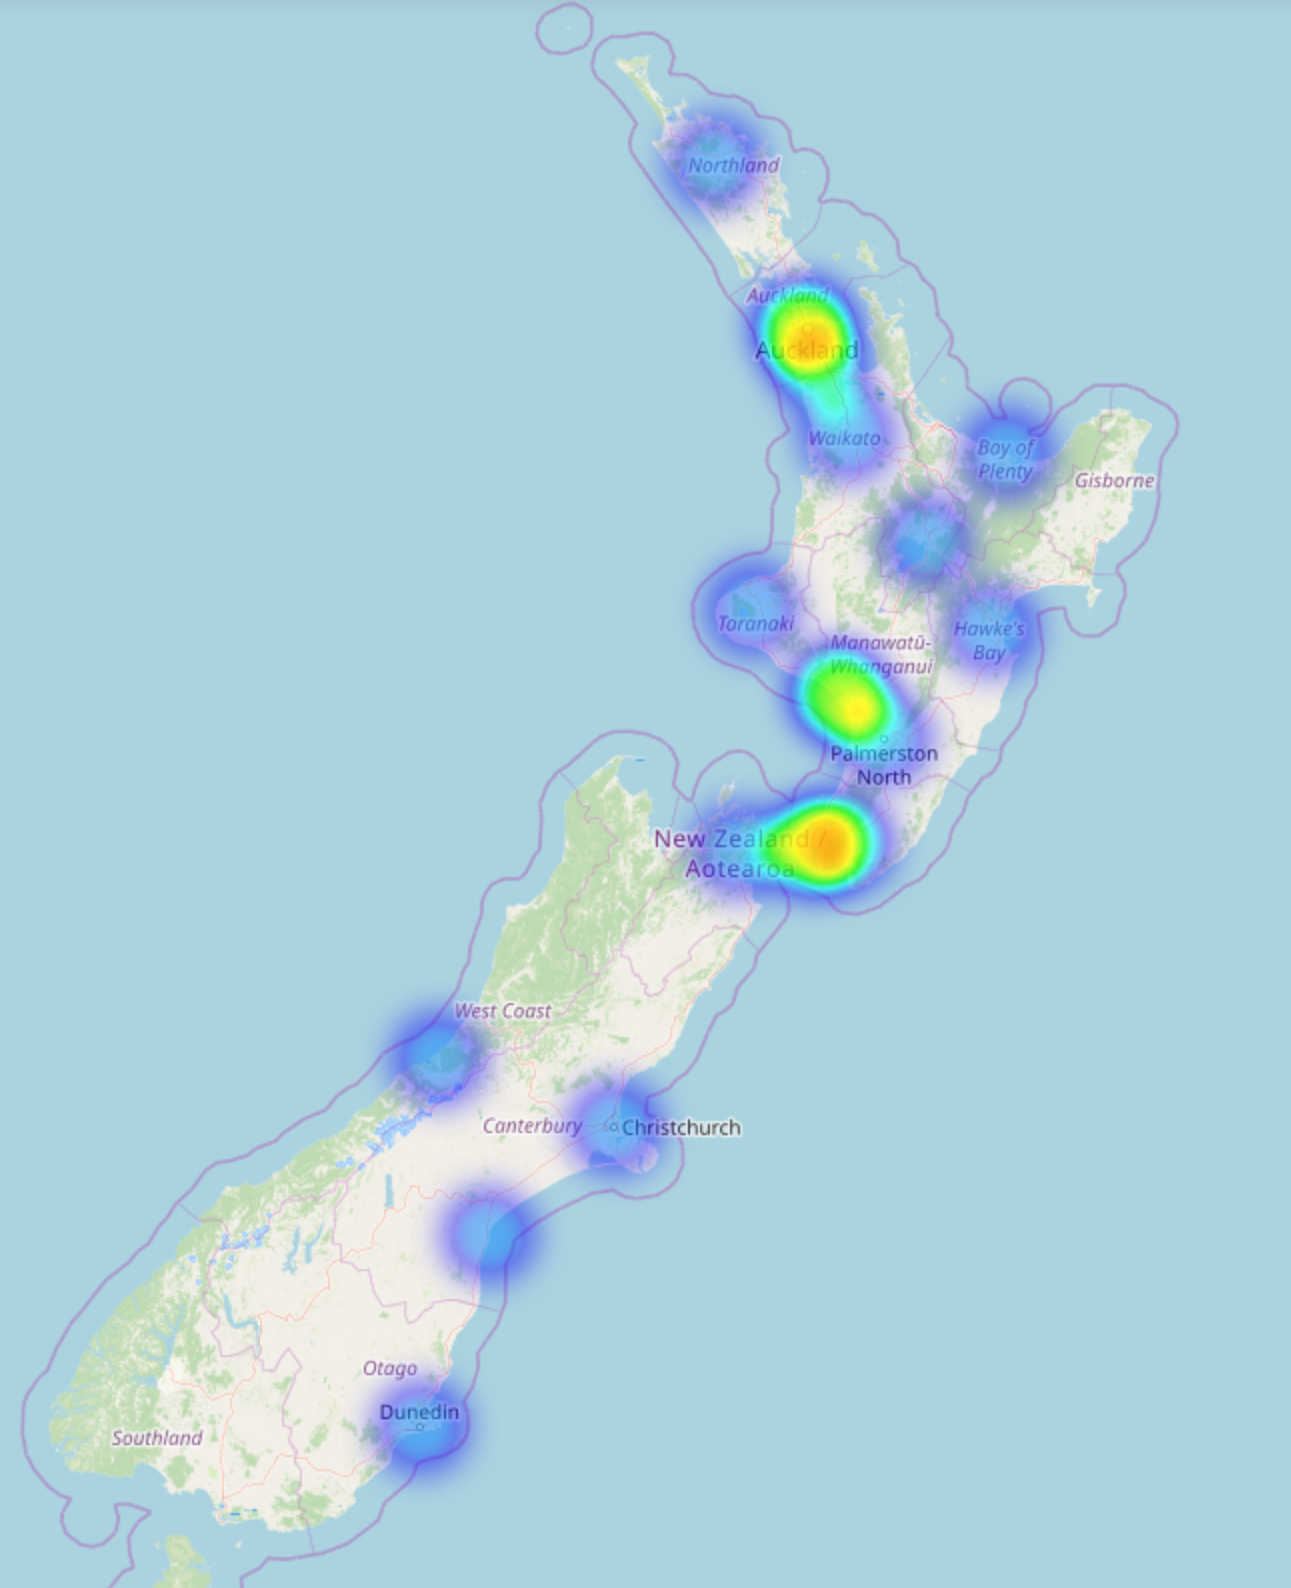 Northland
Auckland
Auckland
Waikato
Bay of
Plenty
Gisborne
Taranaki
Hawke's
Bay
Manawatū-
Whanganui
Palmerston
North
New Zealand /
Aotearoa
West Coast
Canterbury
Christchurch
Otago
Dunedin
Southland